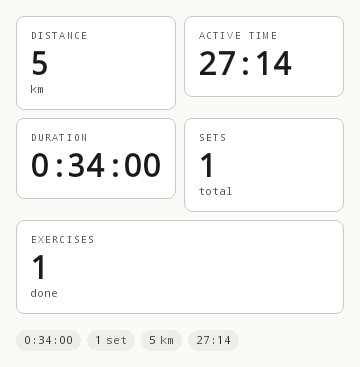 DISTANCE
5
km
ACTIVE TIME
27:14
DURATION
0:34:00
SETS
1
total
EXERCISES
1
done
0:34:00 1 set 5 km 27:14